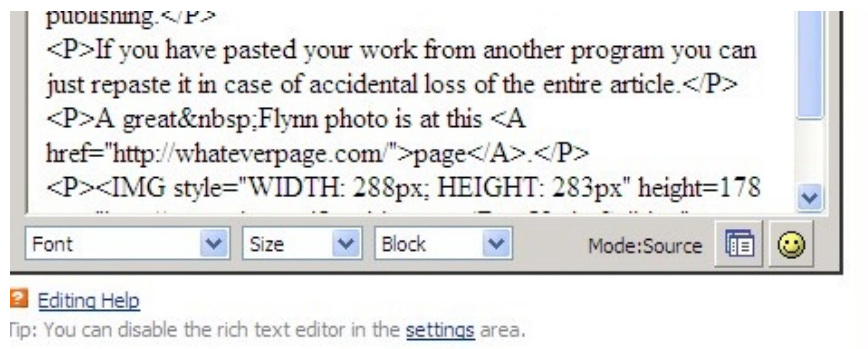 publishing.</P>
<P>If you have pasted your work from another program you can
just repaste it in case of accidental loss of the entire article.</P>
<P>A great&nbsp;Flynn photo is at this <A
href="http://whateverpage.com/">page</A>.</P>
<P><IMG style="WIDTH: 288px; HEIGHT: 283px" height=178
Font Size Block Mode:Source
Editing Help
Tip: You can disable the rich text editor in the settings area.